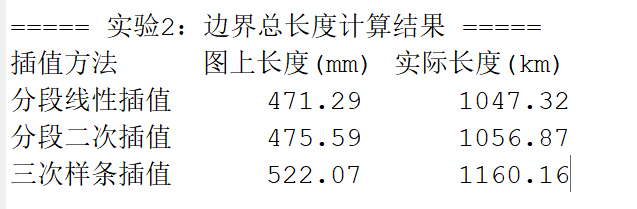 ===== 实验2：边界总长度计算结果 =====
插值方法 图上长度(mm) 实际长度(km)
分段线性插值 471.29 1047.32
分段二次插值 475.59 1056.87
三次样条插值 522.07 1160.16